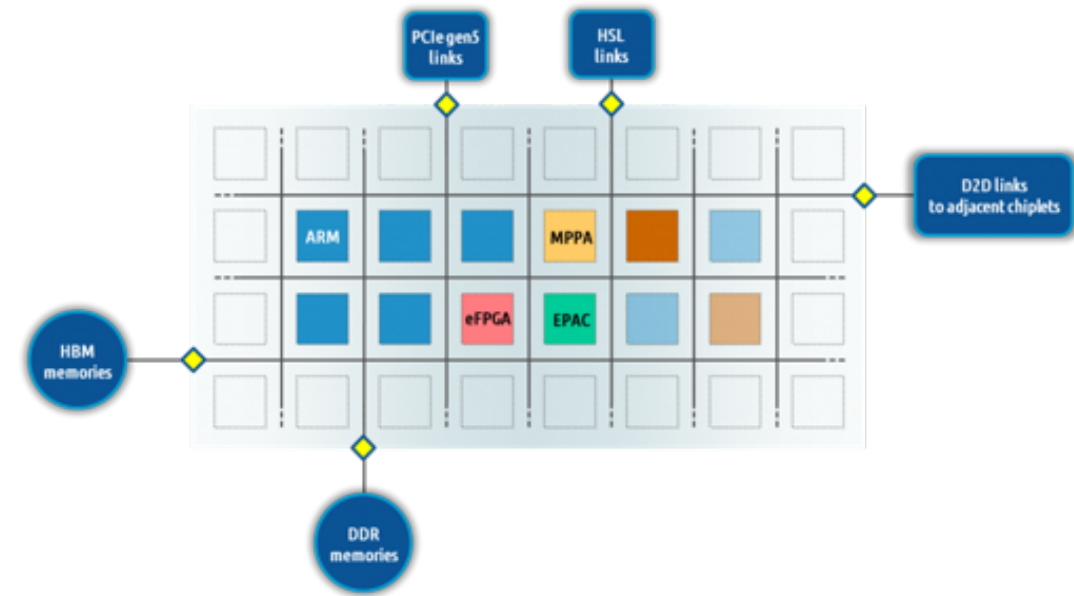 PCIe gen5
links
HSL
links
D2D links
to adjacent chiplets
ARM
MPPA
eFPGA
EPAC
HBM
memories
DDR
memories